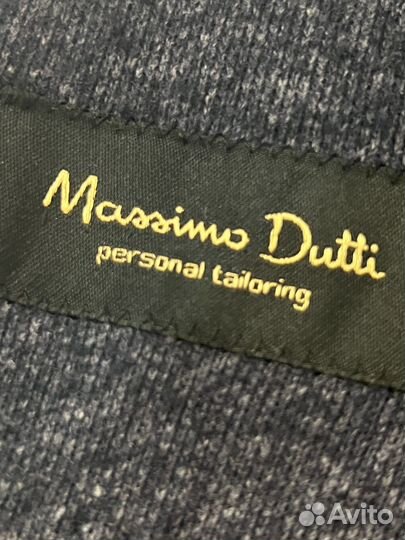 Massimo Dutti
personal tailoring
Avito